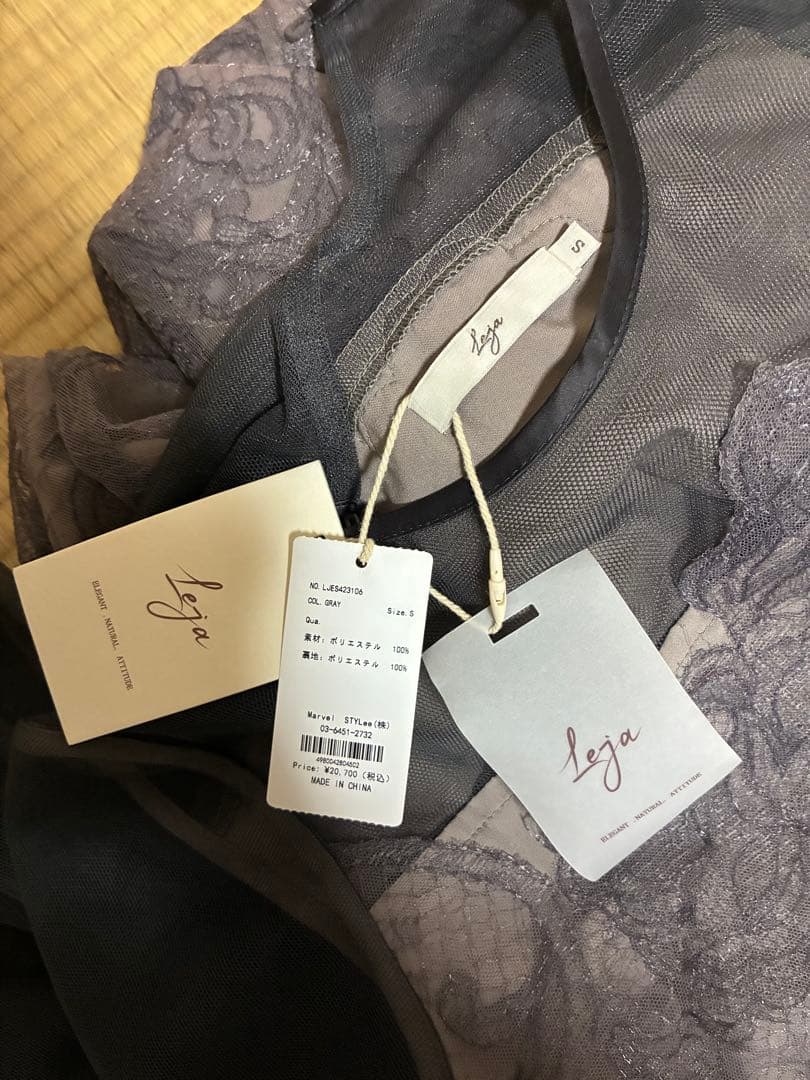 S
Leja
Leja
ELEGANT .NATURAL. ATTITUDE
NO. LJES423106
COL. GRAY Size. S
Qua.
素材: ポリエステル 100%
裏地: ポリエステル 100%
Marvel STYLee(株)
03-6451-2732
4980042804502
Price: ¥20,700(税込)
MADE IN CHINA
Leja
ELEGANT .NATURAL. ATTITUDE